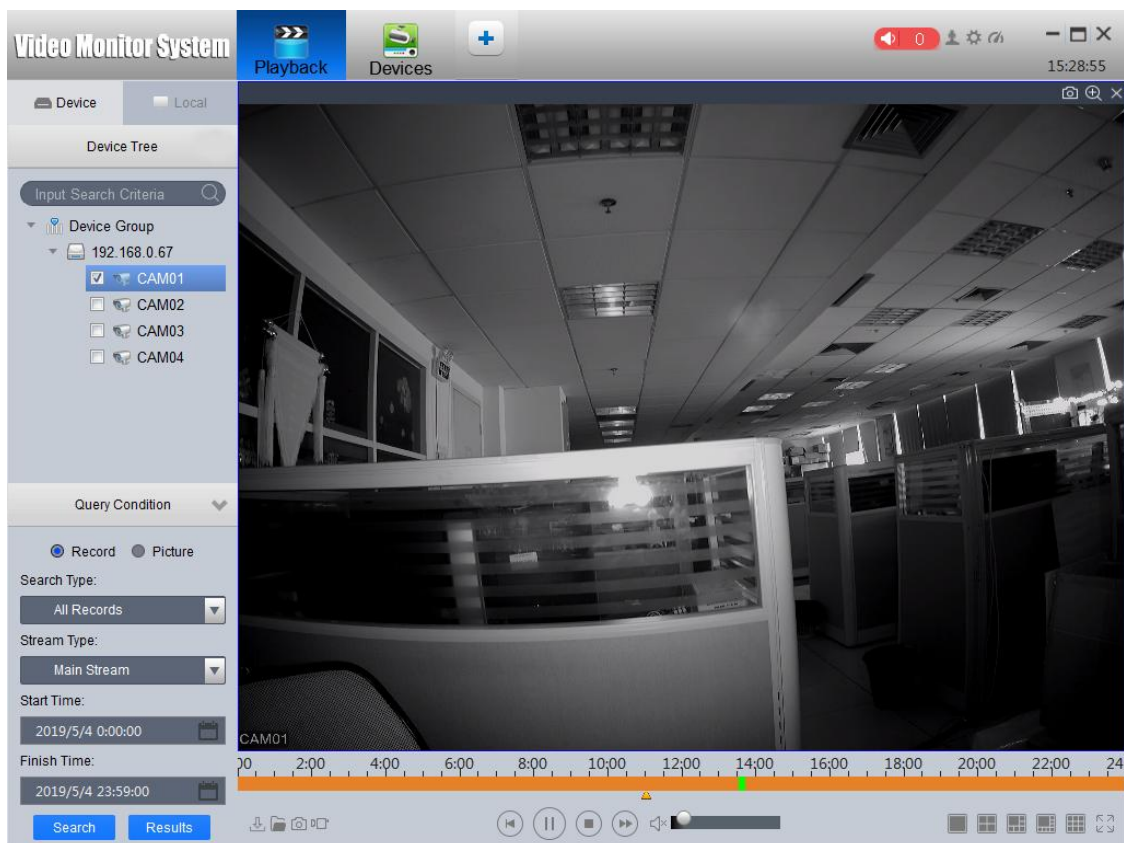 Video Monitor System
Playback
Devices
0
15:28:55
Device
Local
Device Tree
Input Search Criteria
Device Group
192.168.0.67
CAM01
CAM02
CAM03
CAM04
Query Condition
Record
Picture
Search Type:
All Records
Stream Type:
Main Stream
Start Time:
2019/5/4 0:00:00
Finish Time:
2019/5/4 23:59:00
Search
Results
CAM01
00 2:00 4:00 6:00 8:00 10:00 12:00 14:00 16:00 18:00 20:00 22:00 24